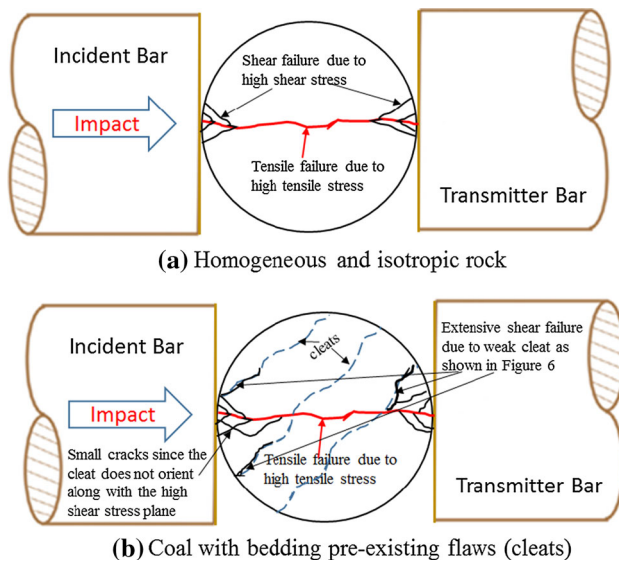 Incident Bar
Impact
Shear failure due to
high shear stress
Tensile failure due to
high tensile stress
Transmitter Bar
(a) Homogeneous and isotropic rock
Incident Bar
Impact
Small cracks since the
cleat does not orient
along with the high
shear stress plane
cleats
Tensile failure due to
high tensile stress
Extensive shear failure
due to weak cleat as
shown in Figure 6
Transmitter Bar
(b) Coal with bedding pre-existing flaws (cleats)